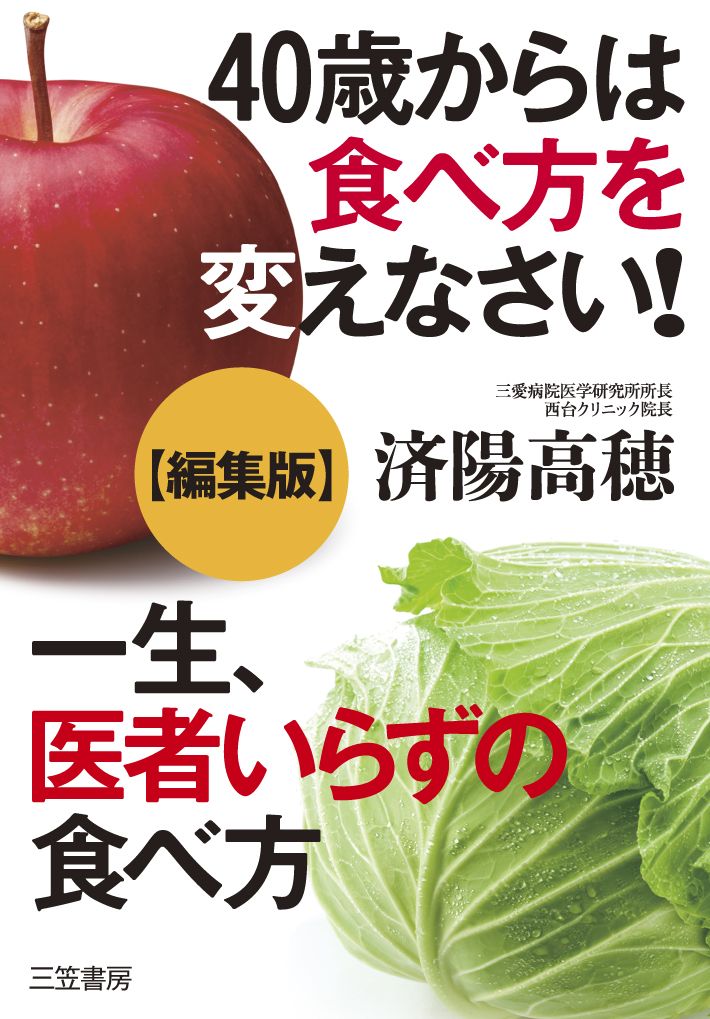 40歳からは
食べ方を
変えなさい!
三愛病院医学研究所所長
西台クリニック院長
済陽高穂
【編集版】
一生、
医者いらずの
食べ方
三笠書房